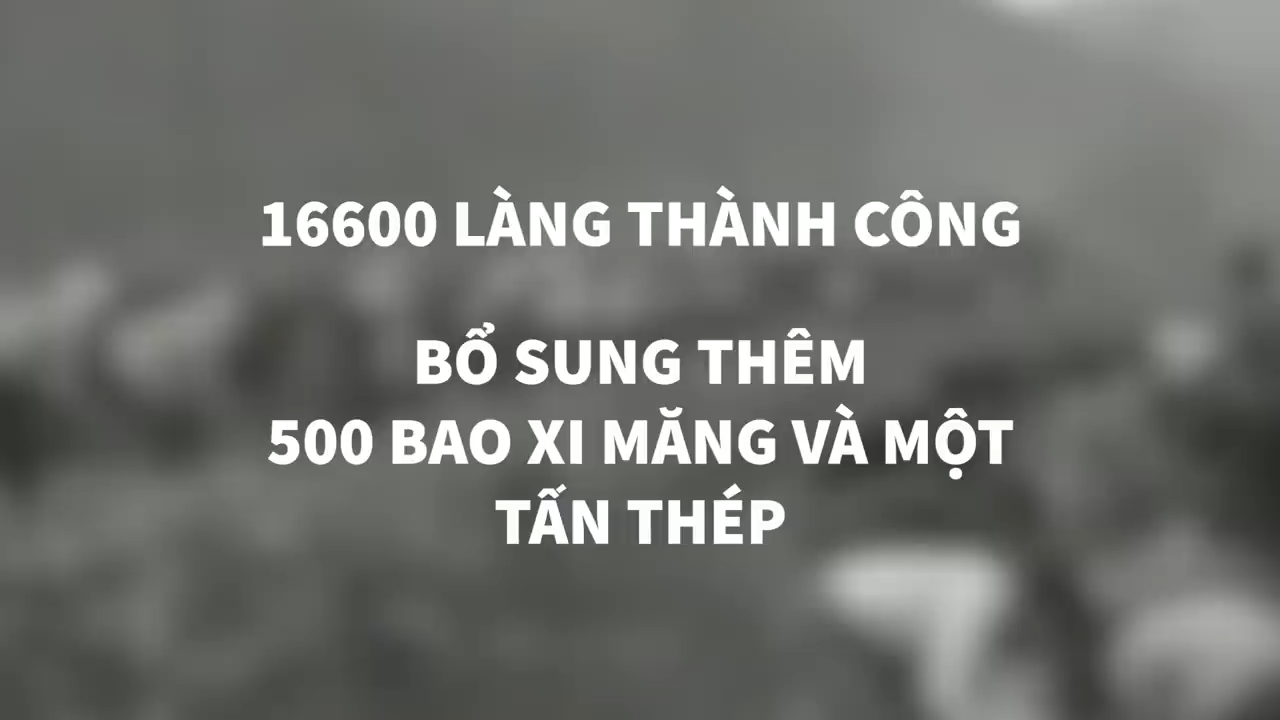 16600 LÀNG THÀNH CÔNG
BỔ SUNG THÊM
500 BAO XI MĂNG VÀ MỘT
TẤN THÉP